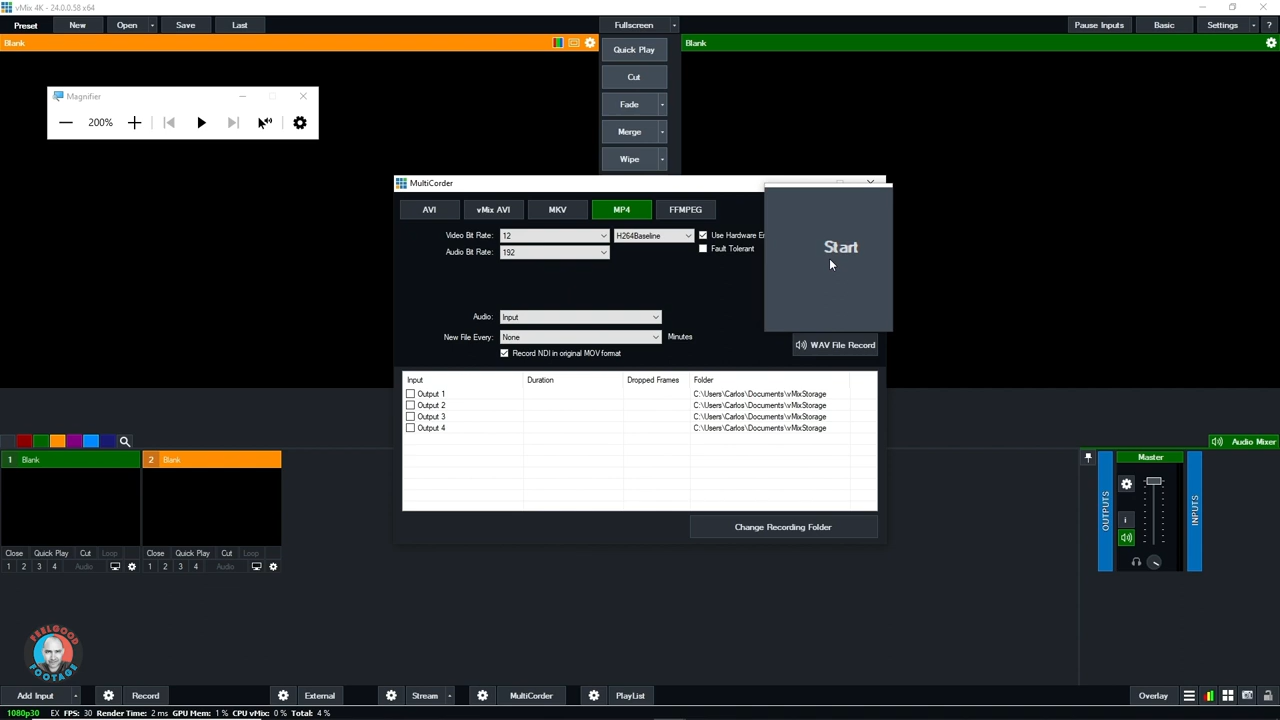 vMix 4K - 24.0.0.58 x64
Preset New Open Save Last Fullscreen Pause Inputs Basic Settings ?
Blank Blank
Quick Play
Cut
Fade
Merge
Wipe
Magnifier
200%
MultiCorder
AVI vMix AVI MKV MP4 FFMPEG
Video Bit Rate: 12 H264Baseline Use Hardware En
Audio Bit Rate: 192 Fault Tolerant
Start
Audio: Input
New File Every: None Minutes WAV File Record
Record NDI in original MOV format
Input Duration Dropped Frames Folder
Output 1 C:\Users\Carlos\Documents\vMixStorage
Output 2 C:\Users\Carlos\Documents\vMixStorage
Output 3 C:\Users\Carlos\Documents\vMixStorage
Output 4 C:\Users\Carlos\Documents\vMixStorage
Change Recording Folder
Audio Mixer
1 Blank 2 Blank Master
OUTPUTS INPUTS
Close Quick Play Cut Loop Close Quick Play Cut Loop
1 2 3 4 Audio 1 2 3 4 Audio
FEELGOOD
FOOTAGE
Add Input Record External Stream MultiCorder PlayList Overlay
1080p30 EX FPS: 30 Render Time: 2 ms GPU Mem: 1 % CPU vMix: 0 % Total: 4 %